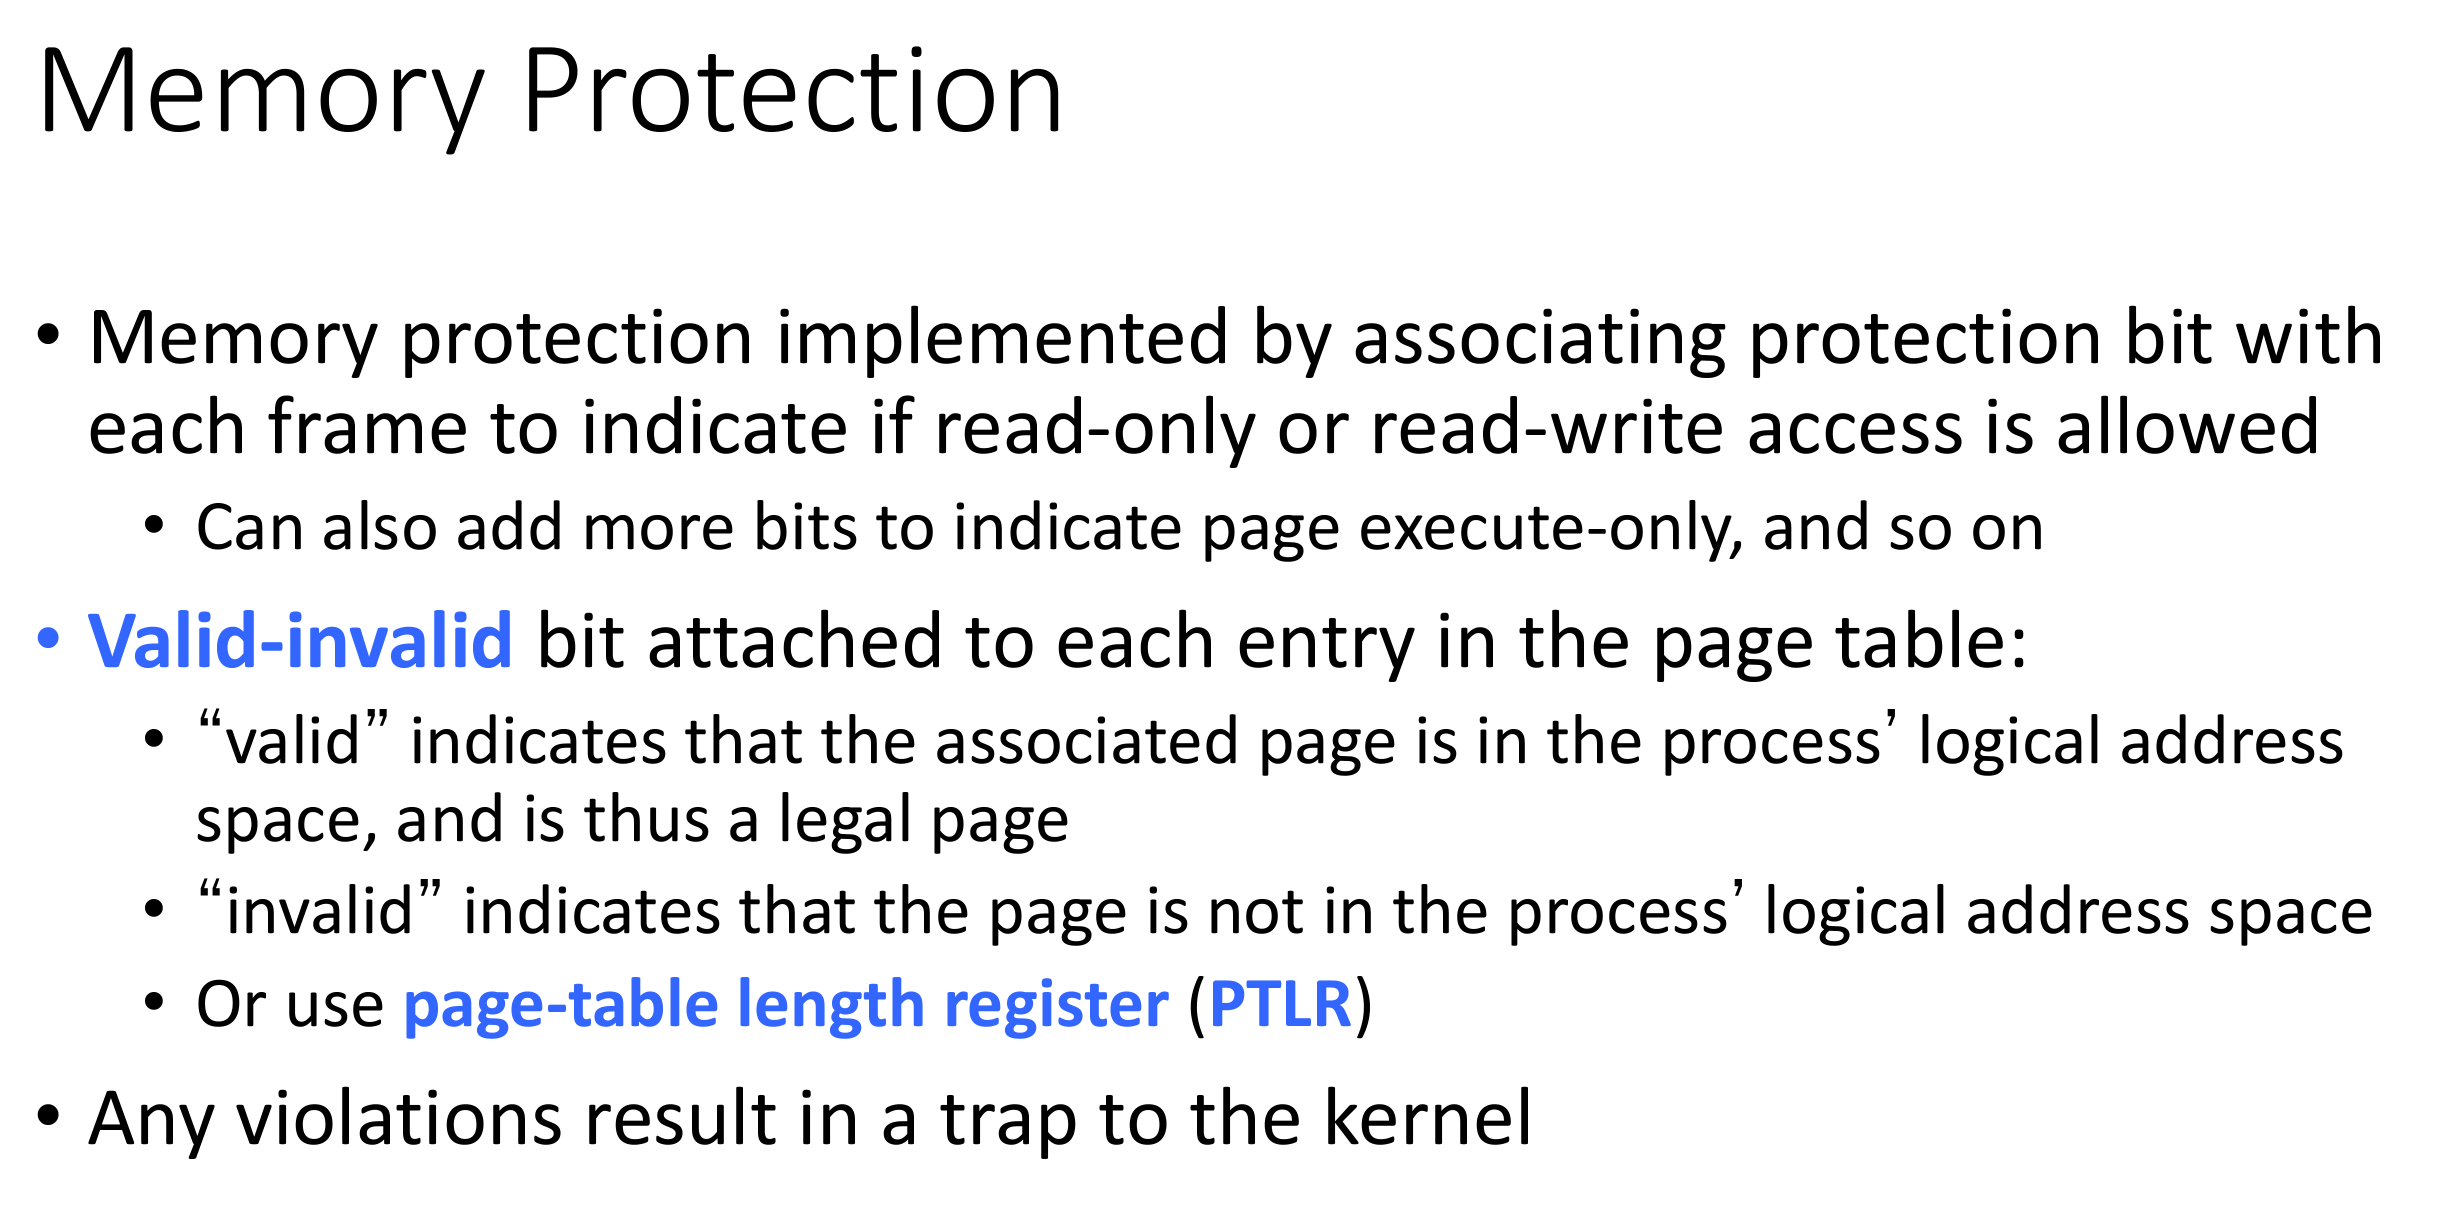 Memory Protection
• Memory protection implemented by associating protection bit with
each frame to indicate if read-only or read-write access is allowed
• Can also add more bits to indicate page execute-only, and so on
• Valid-invalid bit attached to each entry in the page table:
• “valid” indicates that the associated page is in the process’ logical address
space, and is thus a legal page
• “invalid” indicates that the page is not in the process’ logical address space
• Or use page-table length register (PTLR)
• Any violations result in a trap to the kernel